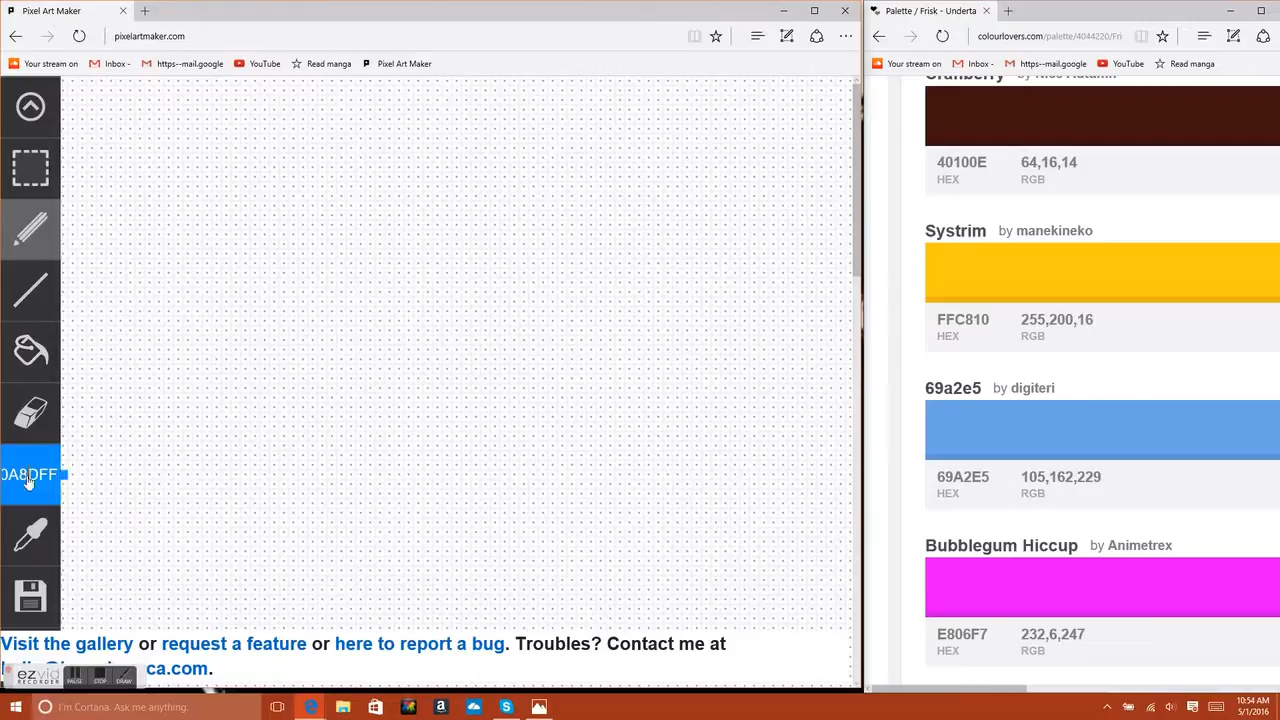 Pixel Art Maker
pixelartmaker.com
Your stream on
Inbox -
https--mail.google
YouTube
Read manga
Pixel Art Maker
0A8DFF
Visit the gallery or request a feature or here to report a bug. Troubles? Contact me at
ca.com.
ezvid
RECORDER
PAUSE
STOP
DRAW
Palette / Frisk - Underta
colourlovers.com/palette/4044220/Fri
Your stream on
Inbox -
https--mail.google
YouTube
Read manga
40100E 64,16,14
HEX RGB
Systrim by manekineko
FFC810 255,200,16
HEX RGB
69a2e5 by digiteri
69A2E5 105,162,229
HEX RGB
Bubblegum Hiccup by Animetrex
E806F7 232,6,247
HEX RGB
I'm Cortana. Ask me anything.
10:54 AM
5/1/2016